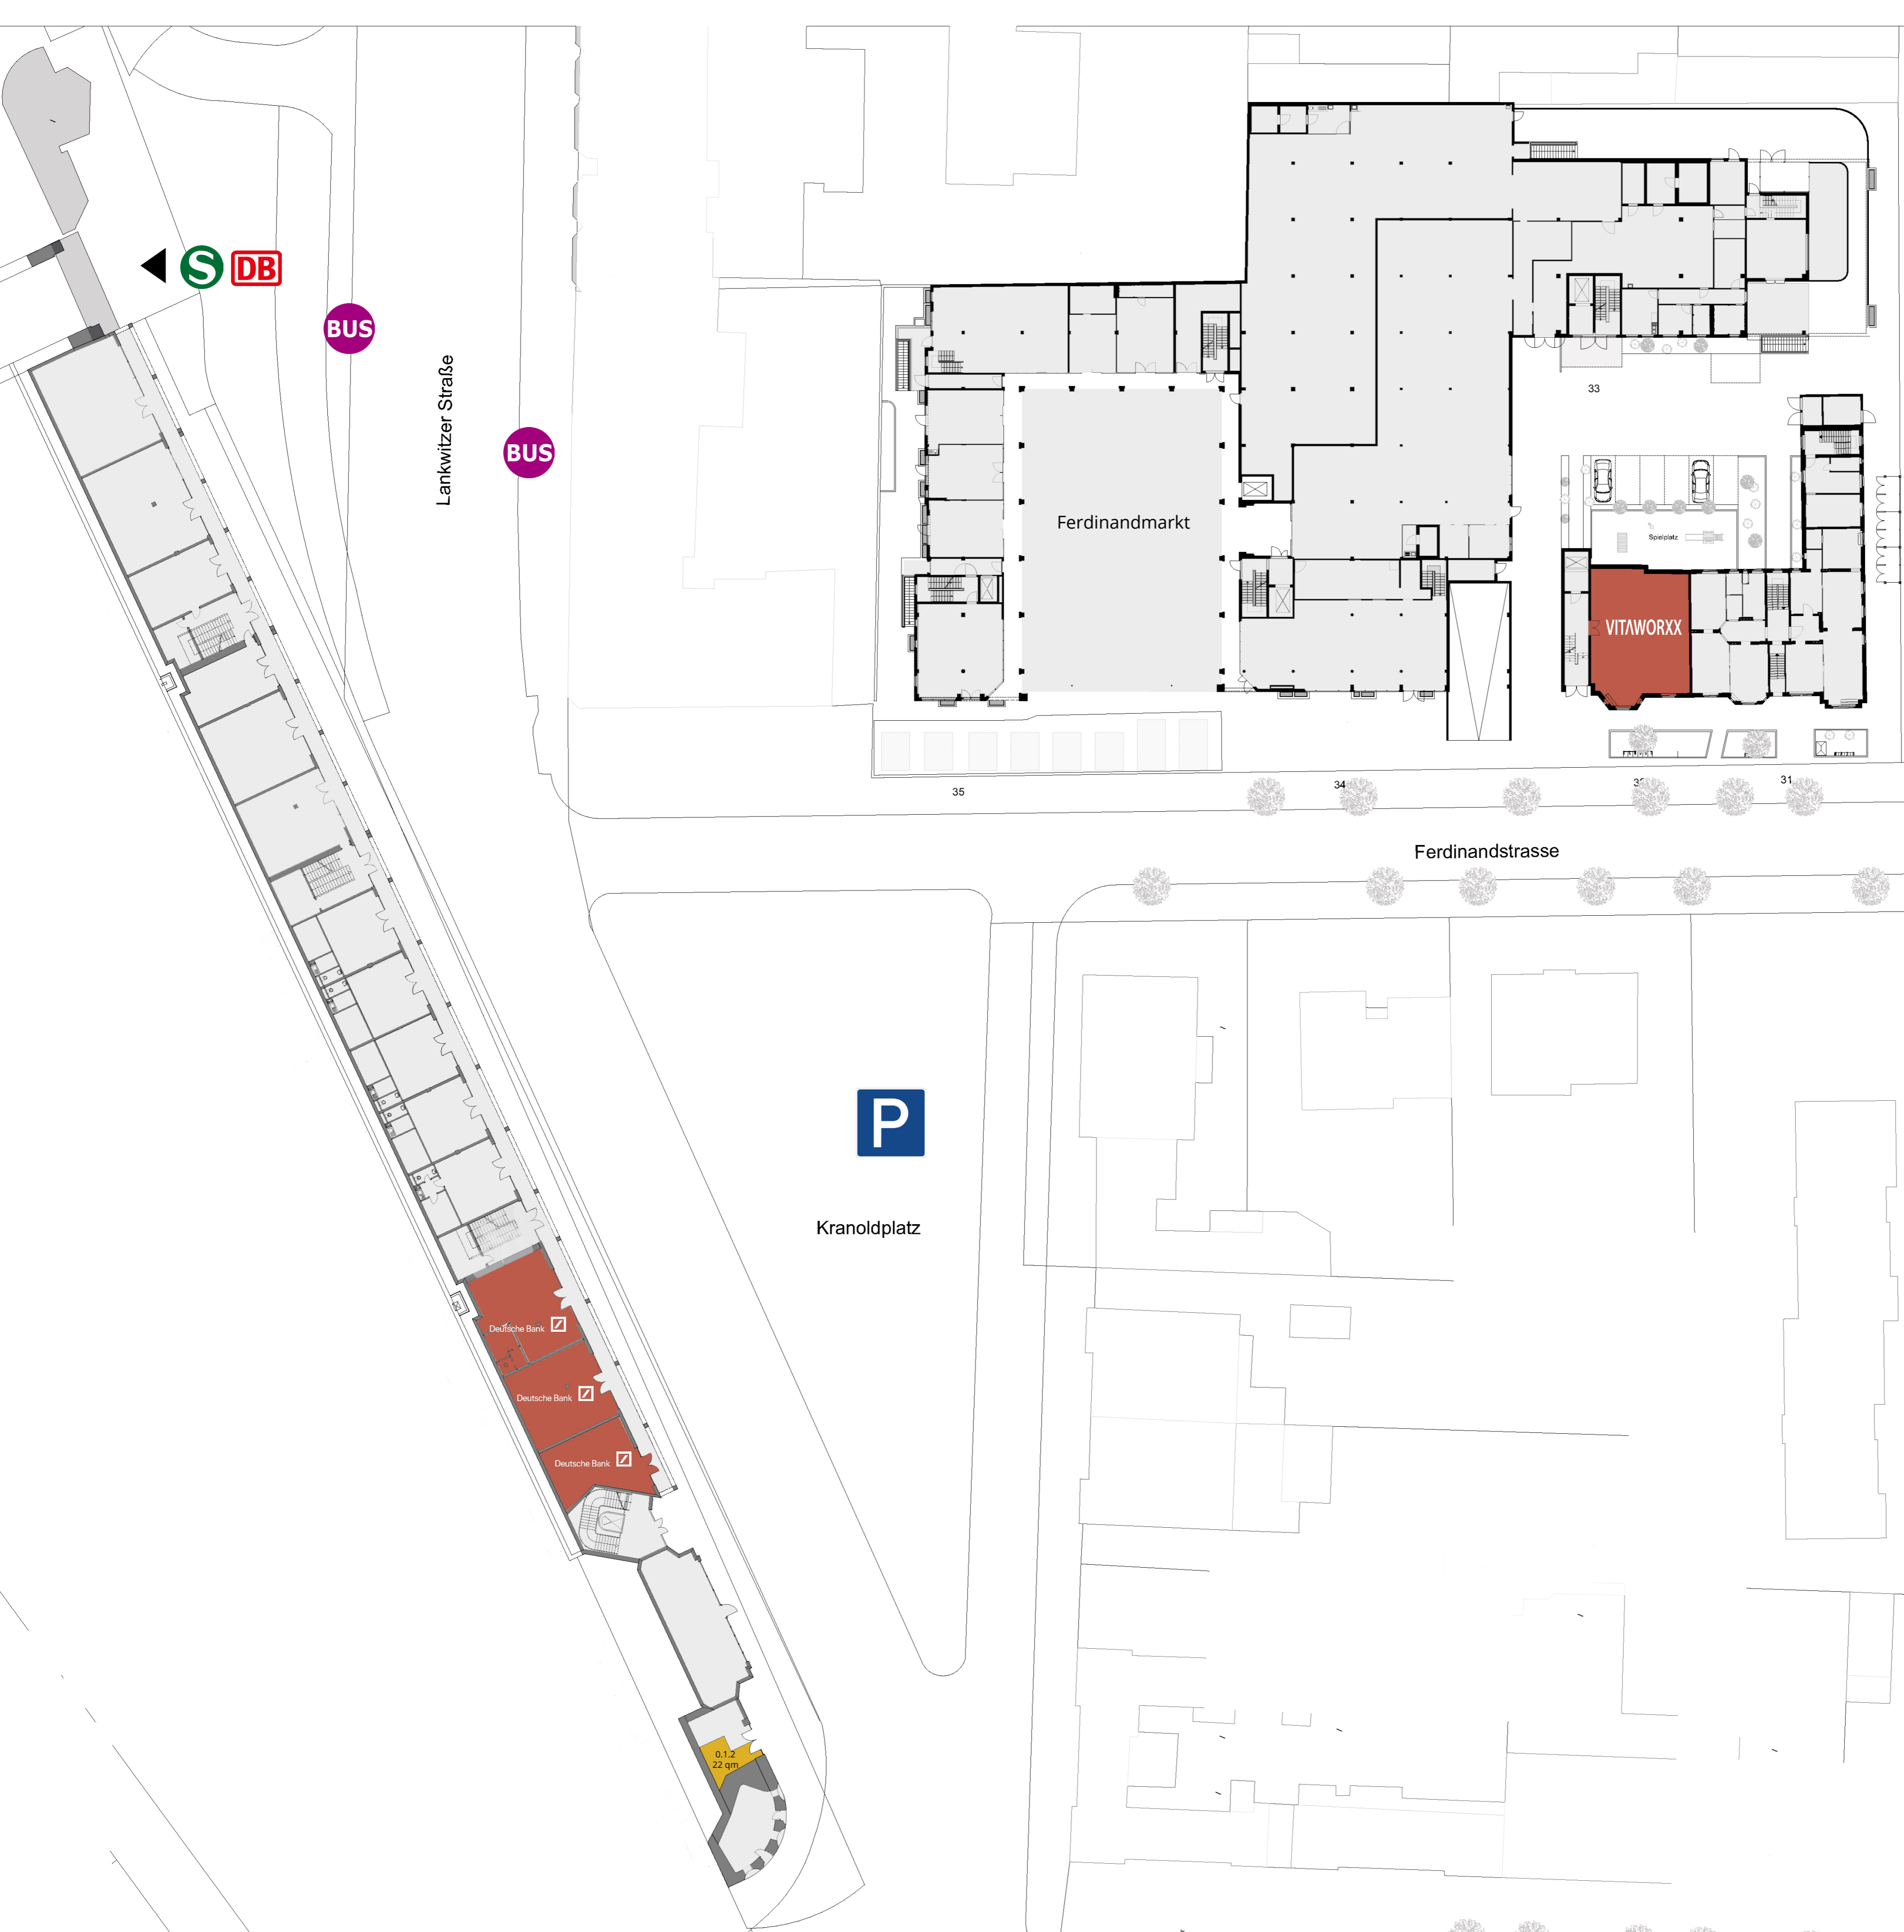 S
DB
BUS
BUS
Lankwitzer Straße
Ferdinandmarkt
33
Spielplatz
VITΛWORXX
35
34
31
Ferdinandstrasse
P
Kranoldplatz
Deutsche Bank
Deutsche Bank
Deutsche Bank
0.1.2
22 qm